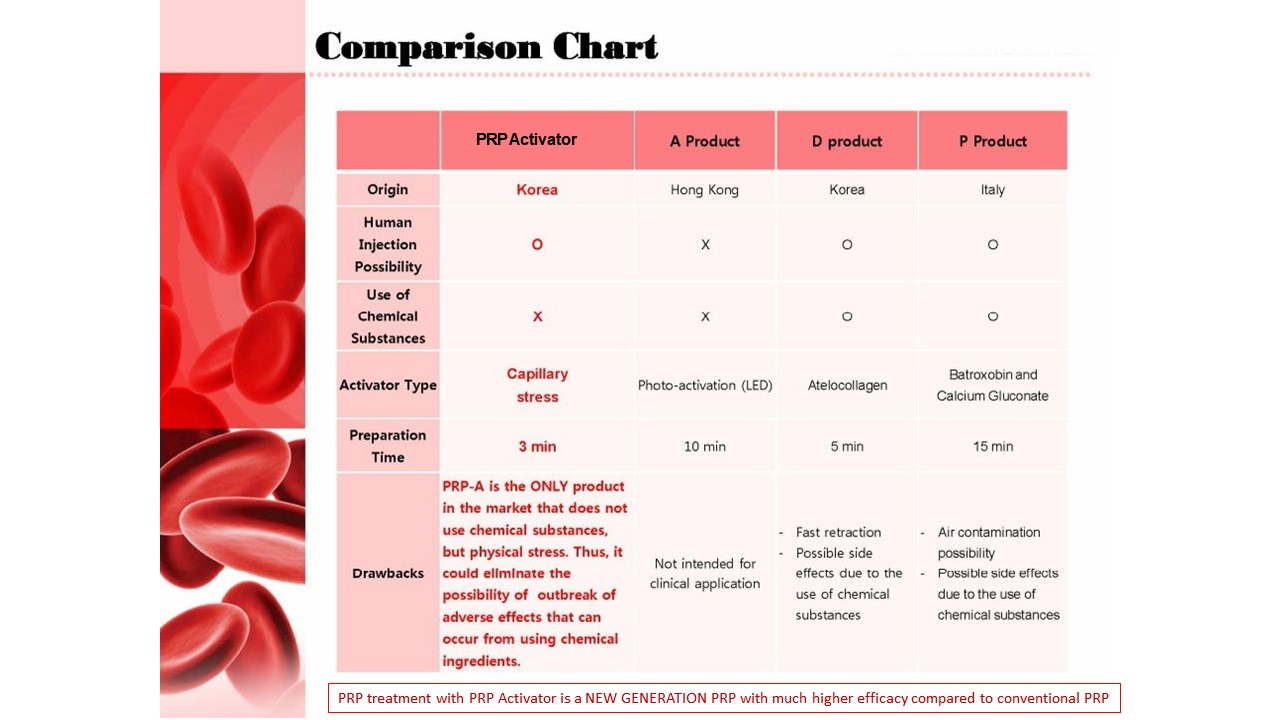 Comparison Chart
PRP Activator
A Product
D product
P Product
Origin
Korea
Hong Kong
Korea
Italy
Human
Injection
Possibility
O
X
O
O
Use of
Chemical
Substances
X
X
O
O
Activator Type
Capillary
stress
Photo-activation (LED)
Atelocollagen
Batroxobin and
Calcium Gluconate
Preparation
Time
3 min
10 min
5 min
15 min
Drawbacks
PRP-A is the ONLY product
in the market that does not
use chemical substances,
but physical stress. Thus, it
could eliminate the
possibility of outbreak of
adverse effects that can
occur from using chemical
ingredients.
Not intended for
clinical application
- Fast retraction
- Possible side
effects due to the
use of chemical
substances
- Air contamination
possibility
- Possible side effects
due to the use of
chemical substances
PRP treatment with PRP Activator is a NEW GENERATION PRP with much higher efficacy compared to conventional PRP